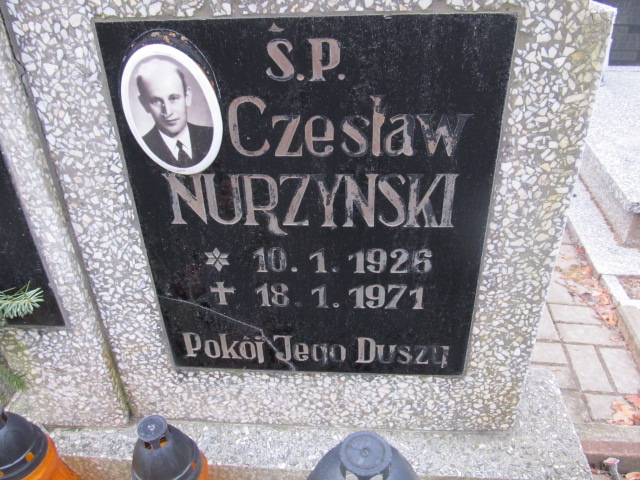 Ś.P.
Czesław
NURZYNSKI
10.1.1926
18.1.1971
Pokój Jego Duszy